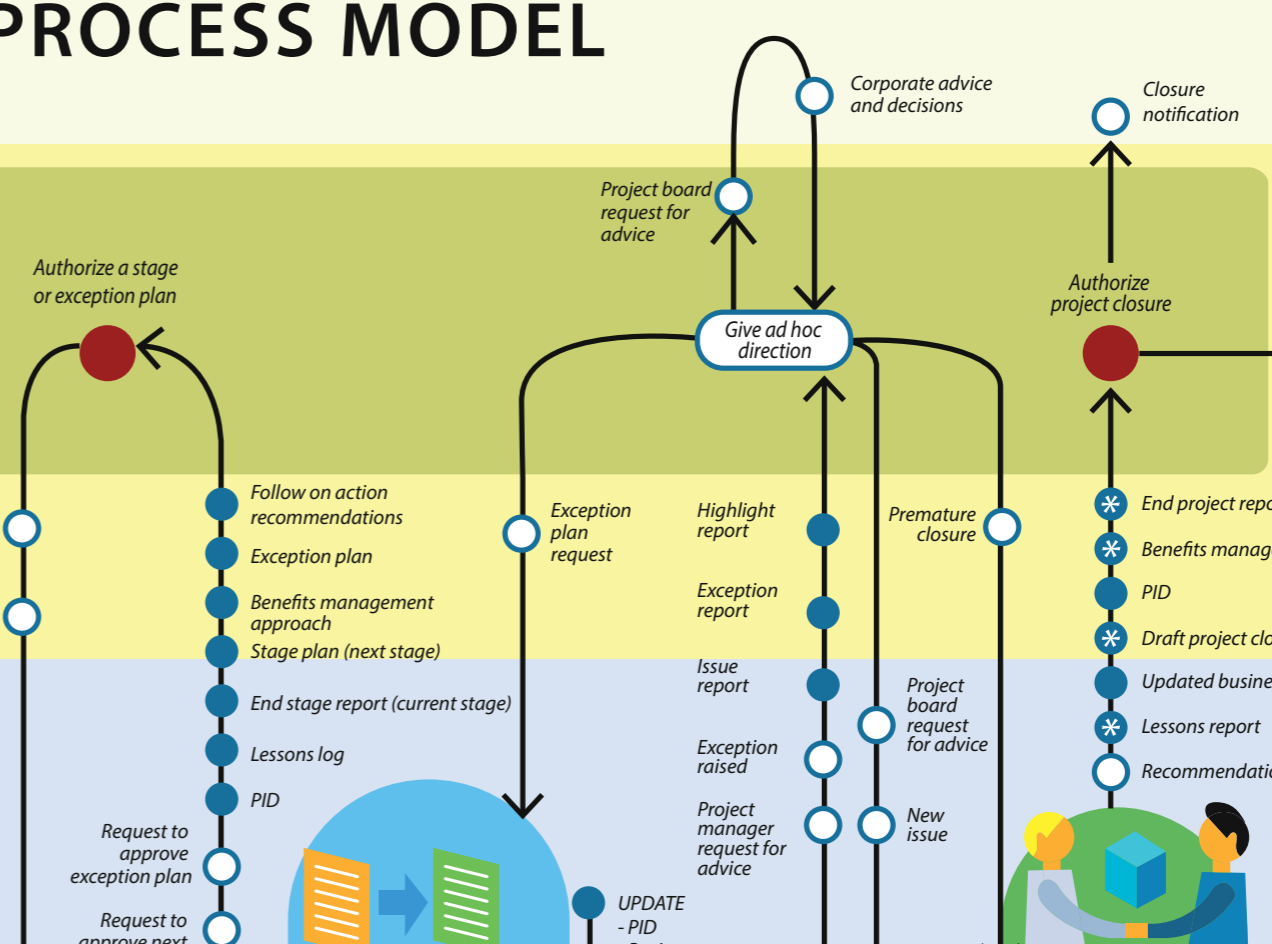 PROCESS MODEL
Corporate advice
and decisions
Closure
notification
Project board
request for
advice
Authorize a stage
or exception plan
Give ad hoc
direction
Authorize
project closure
Follow on action
recommendations
Exception plan
Benefits management
approach
Stage plan (next stage)
End stage report (current stage)
Lessons log
PID
Request to
approve
exception plan
Request to
approve next
Exception
plan
request
Highlight
report
Exception
report
Issue
report
Exception
raised
Project
manager
request for
advice
Premature
closure
Project
board
request
for advice
New
issue
End project repo
Benefits manag
PID
Draft project clo
Updated busine
Lessons report
Recommendatio
UPDATE
- PID